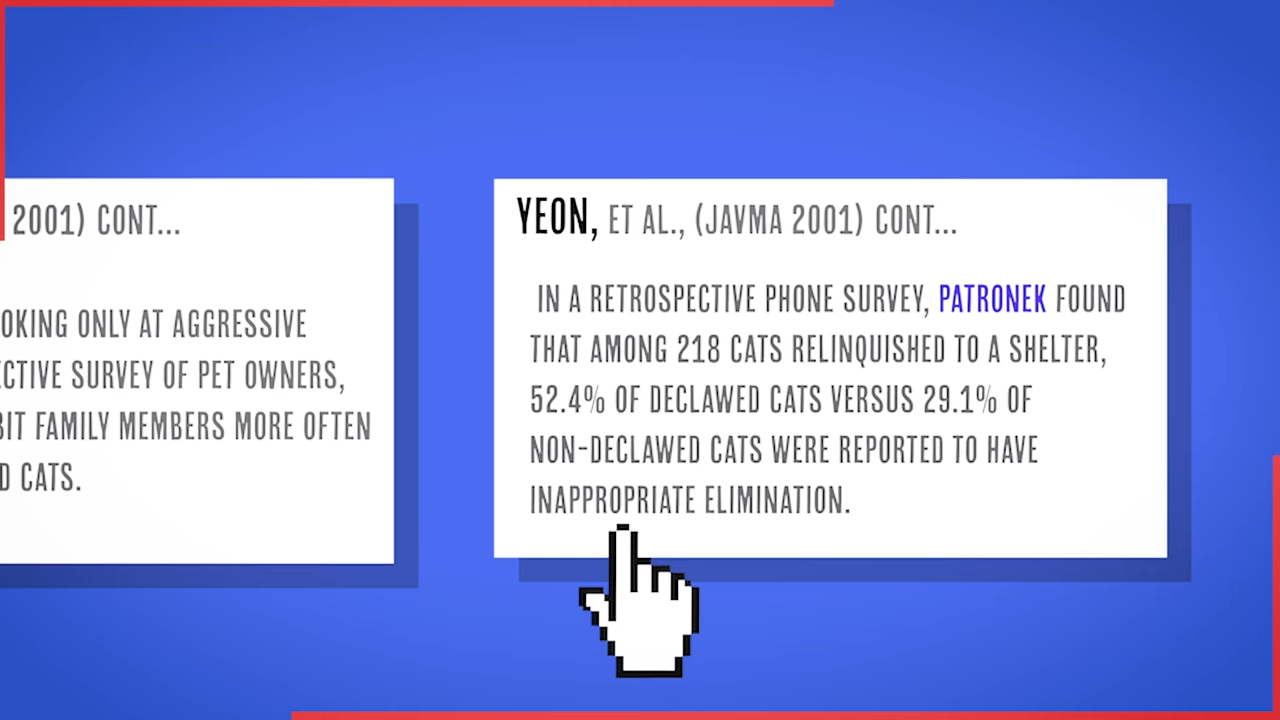 2001) CONT...
OKING ONLY AT AGGRESSIVE
ECTIVE SURVEY OF PET OWNERS,
BIT FAMILY MEMBERS MORE OFTEN
D CATS.
YEON, ET AL., (JAVMA 2001) CONT...
IN A RETROSPECTIVE PHONE SURVEY, PATRONEK FOUND
THAT AMONG 218 CATS RELINQUISHED TO A SHELTER,
52.4% OF DECLAWED CATS VERSUS 29.1% OF
NON-DECLAWED CATS WERE REPORTED TO HAVE
INAPPROPRIATE ELIMINATION.